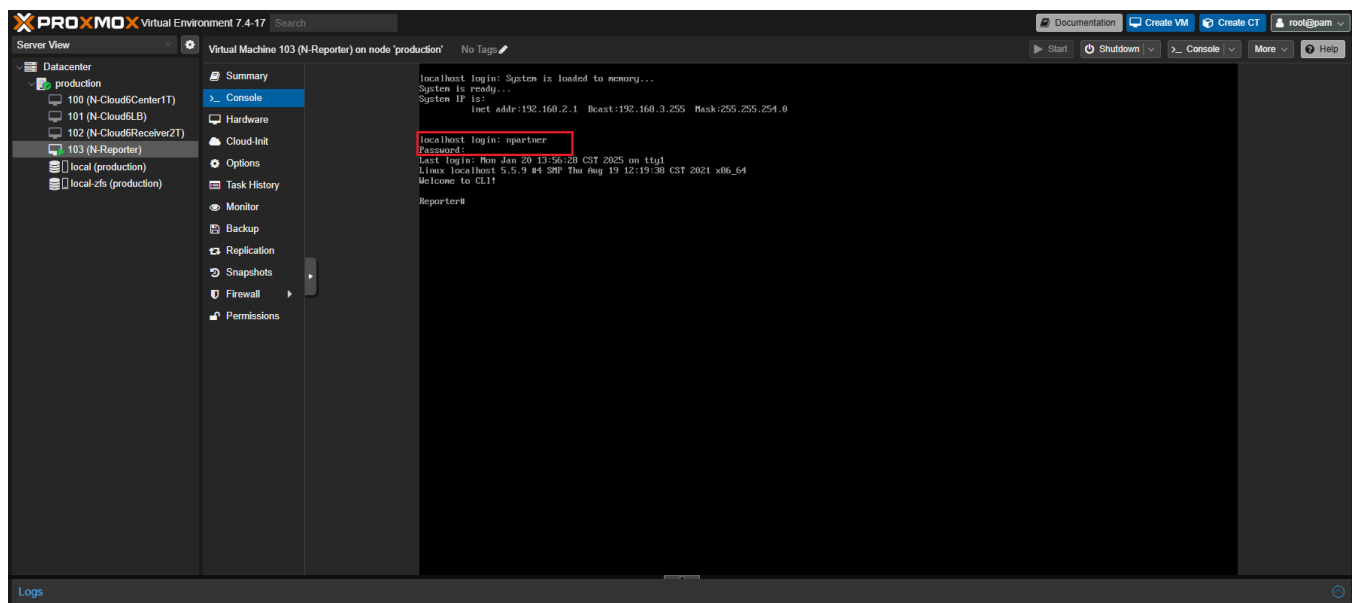 PROXMOX Virtual Environment 7.4-17 Search Documentation Create VM Create CT root@pam
Server View
Virtual Machine 103 (N-Reporter) on node 'production' No Tags Start Shutdown >_ Console More Help
Datacenter
production
100 (N-Cloud6Center1T)
101 (N-Cloud6LB)
102 (N-Cloud6Receiver2T)
103 (N-Reporter)
local (production)
local-zfs (production)
Summary
>_ Console
Hardware
Cloud-Init
Options
Task History
Monitor
Backup
Replication
Snapshots
Firewall
Permissions
localhost login: System is loaded to memory...
System is ready...
System IP is:
inet addr:192.168.2.1 Bcast:192.168.3.255 Mask:255.255.254.0
localhost login: npartner
Password:
Last login: Mon Jan 20 13:56:28 CST 2025 on tty1
Linux localhost 5.5.9 #4 SMP Thu Aug 19 12:19:38 CST 2021 x86_64
Welcome to CLI!
Reporter#
Logs